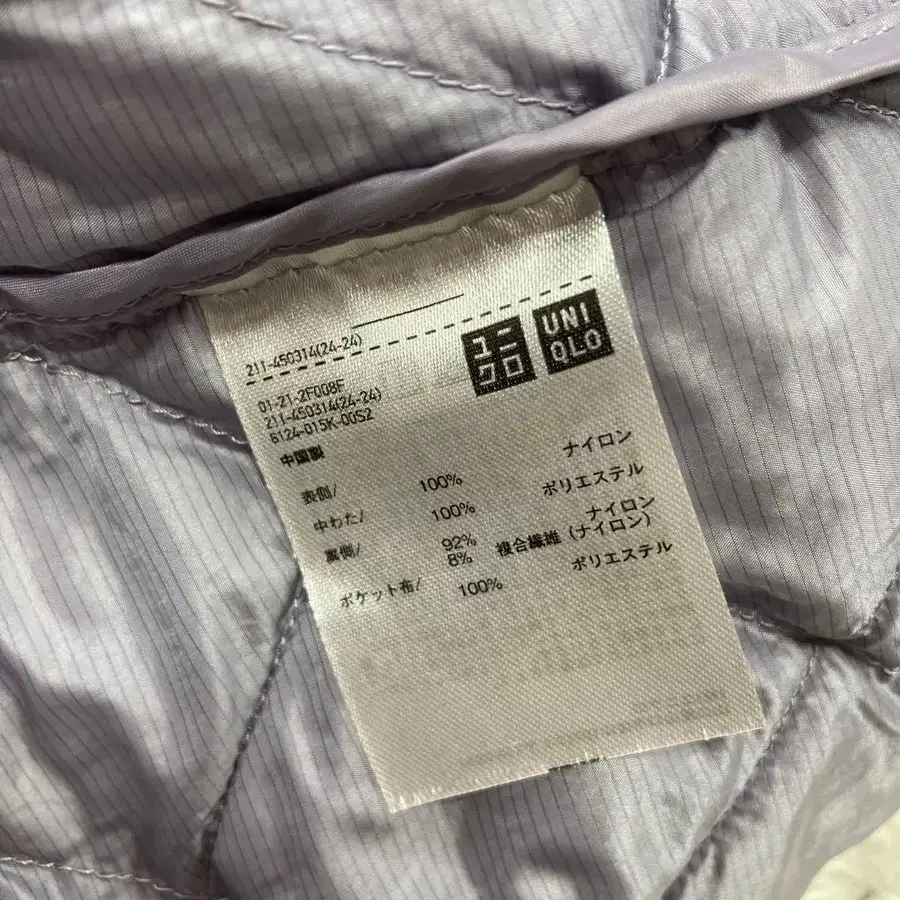 211-450314(24-24)
ユニクロ
UNIQLO
01-21-2F008F
211-450314(24-24)
6124-015K-00S2
中国製
表側/ 100% ナイロン
中わた/ 100% ポリエステル
裏側/ 92% ナイロン
8% 複合繊維 (ナイロン)
ポケット布/ 100% ポリエステル